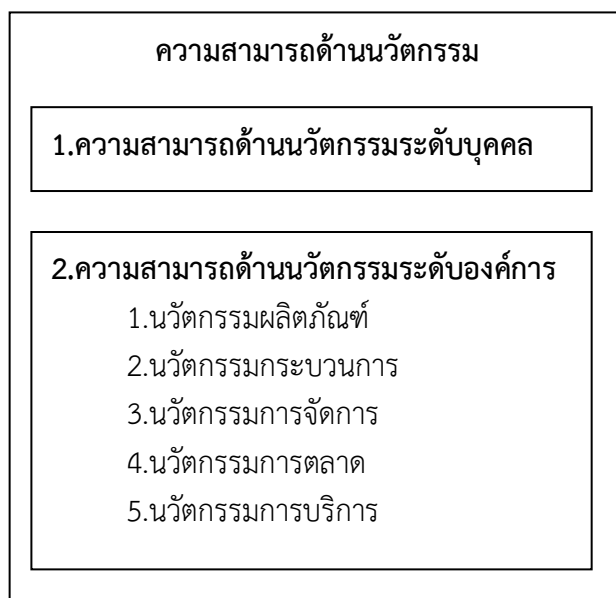 ความสามารถด้านนวัตกรรม
1.ความสามารถด้านนวัตกรรมระดับบุคคล
2.ความสามารถด้านนวัตกรรมระดับองค์การ
1.นวัตกรรมผลิตภัณฑ์
2.นวัตกรรมกระบวนการ
3.นวัตกรรมการจัดการ
4.นวัตกรรมการตลาด
5.นวัตกรรมการบริการ